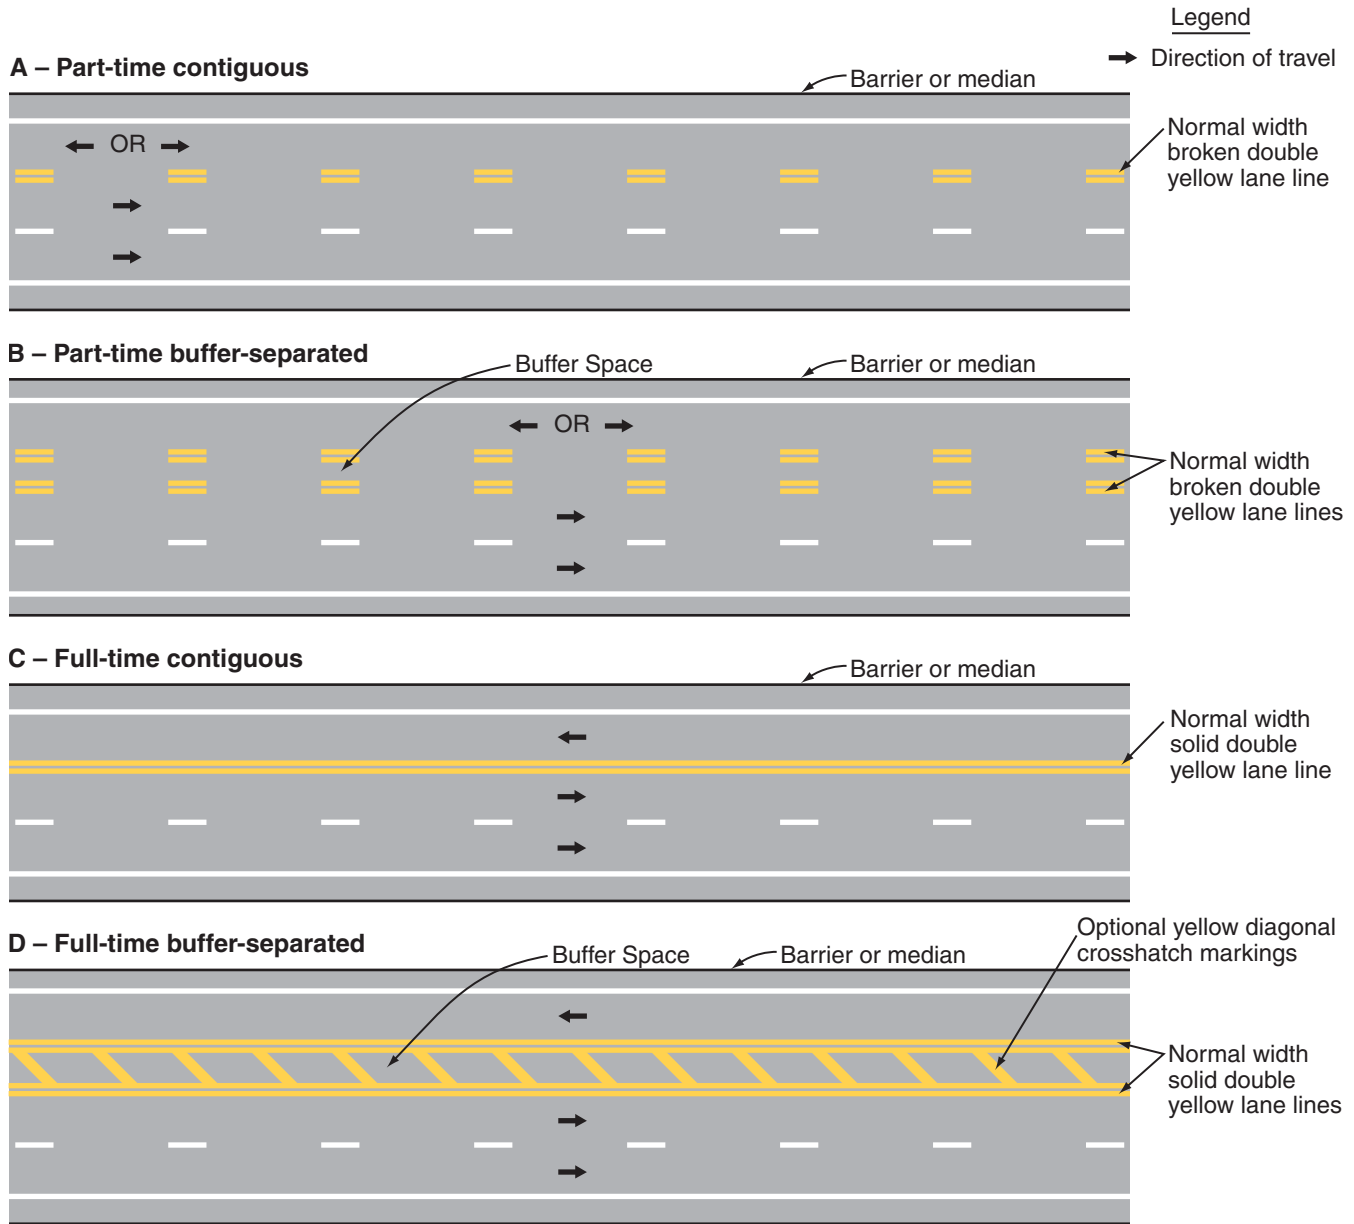 Legend
Direction of travel
A – Part-time contiguous
Barrier or median
OR
Normal width
broken double
yellow lane line
B – Part-time buffer-separated
Buffer Space
Barrier or median
OR
Normal width
broken double
yellow lane lines
C – Full-time contiguous
Barrier or median
Normal width
solid double
yellow lane line
D – Full-time buffer-separated
Buffer Space
Barrier or median
Optional yellow diagonal
crosshatch markings
Normal width
solid double
yellow lane lines